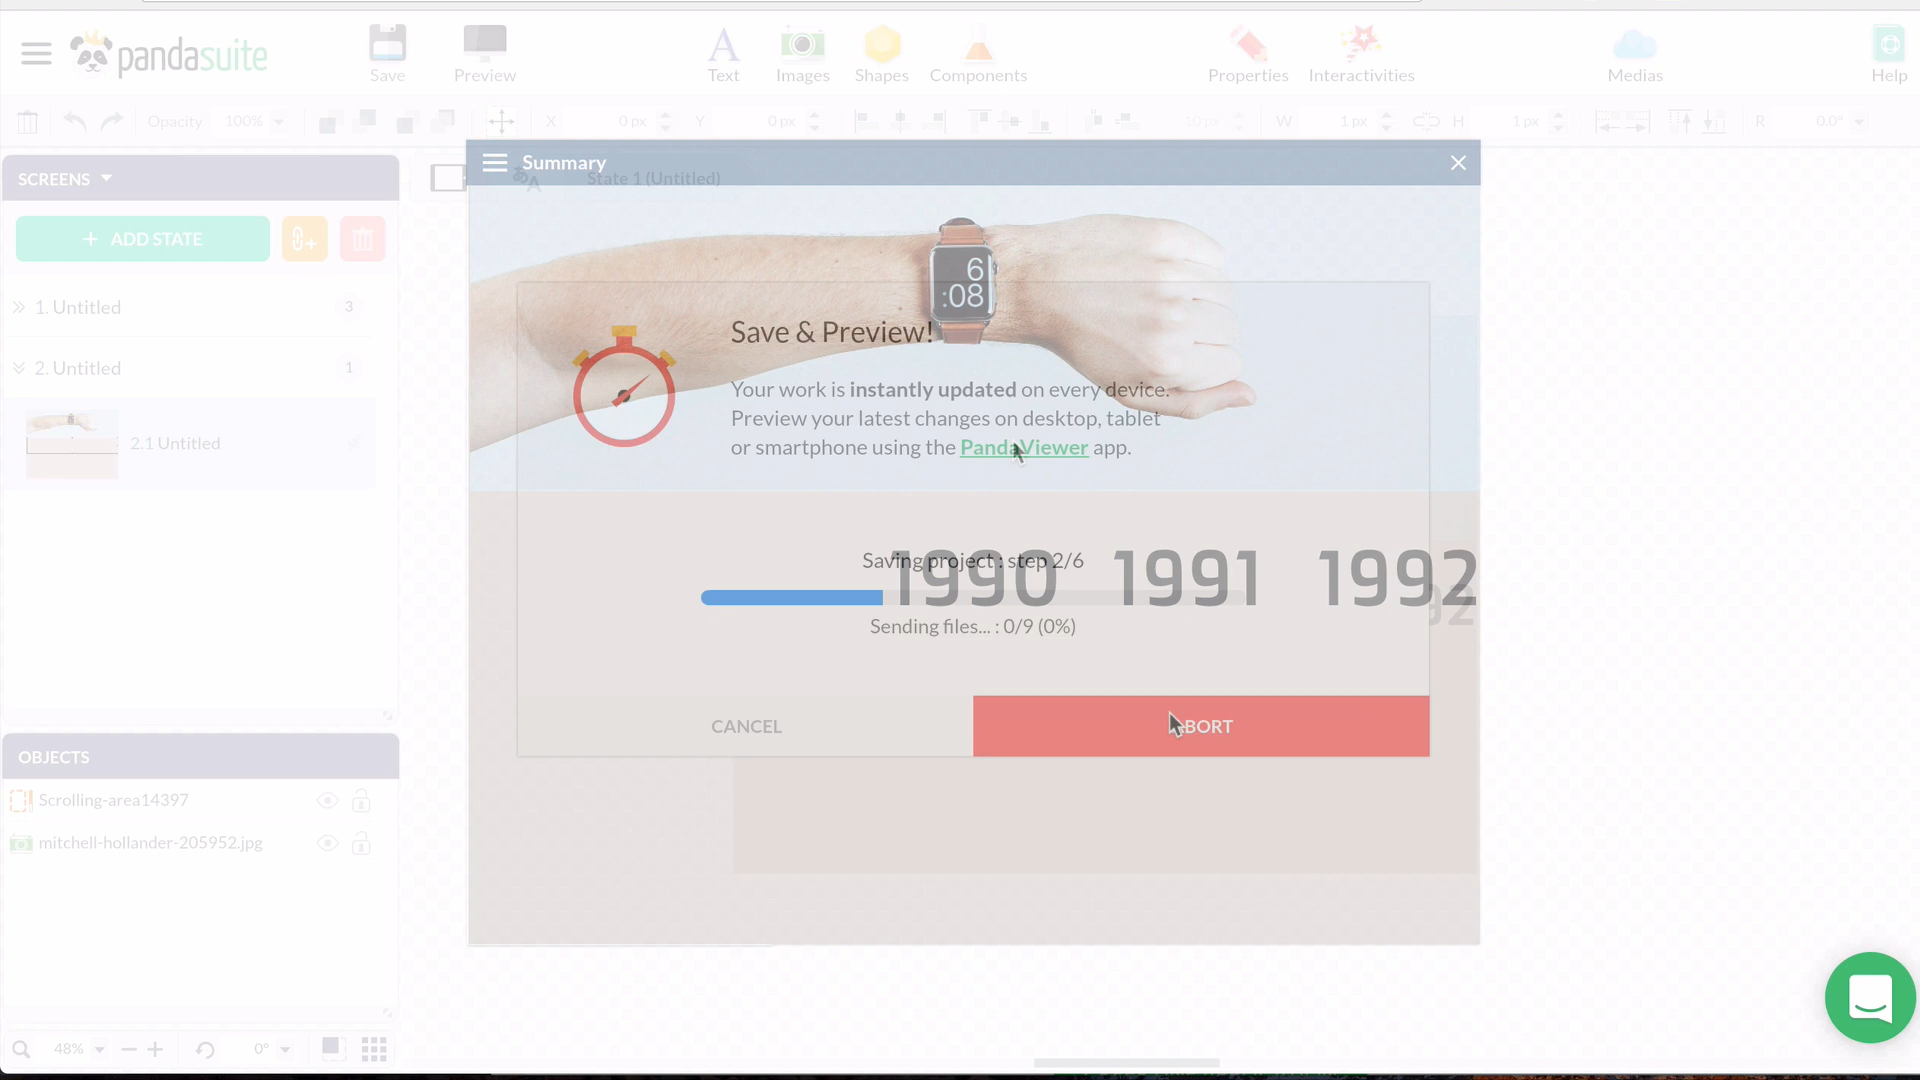 pandasuite
Save
Preview
Text
Images
Shapes
Components
Properties
Interactivities
Medias
Help
Opacity 100% X 0 px Y 0 px 10 px W 1 px H 1 px R 0.0°
SCREENS
Summary
State 1 (Untitled)
+ ADD STATE
1. Untitled 3
2. Untitled 1
2.1 Untitled
6
:08
Save & Preview!
Your work is instantly updated on every device.
Preview your latest changes on desktop, tablet
or smartphone using the PandaViewer app.
Saving project : step 2/6
1990 1991 1992
Sending files... : 0/9 (0%)
CANCEL
BORT
OBJECTS
Scrolling-area14397
mitchell-hollander-205952.jpg
48% 0°